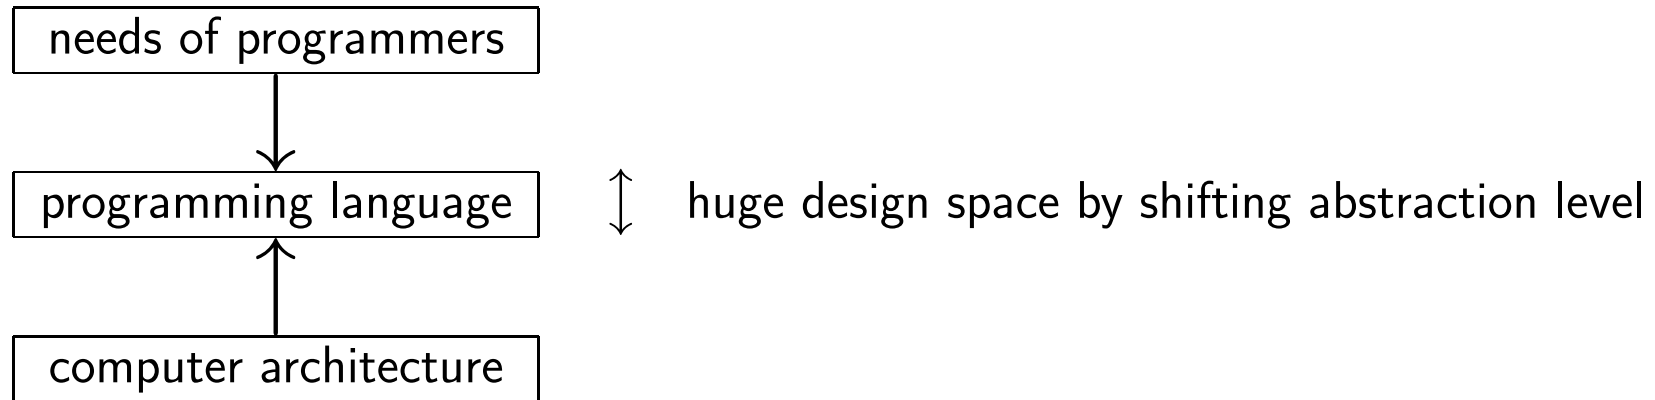 needs of programmers
programming language
huge design space by shifting abstraction level
computer architecture